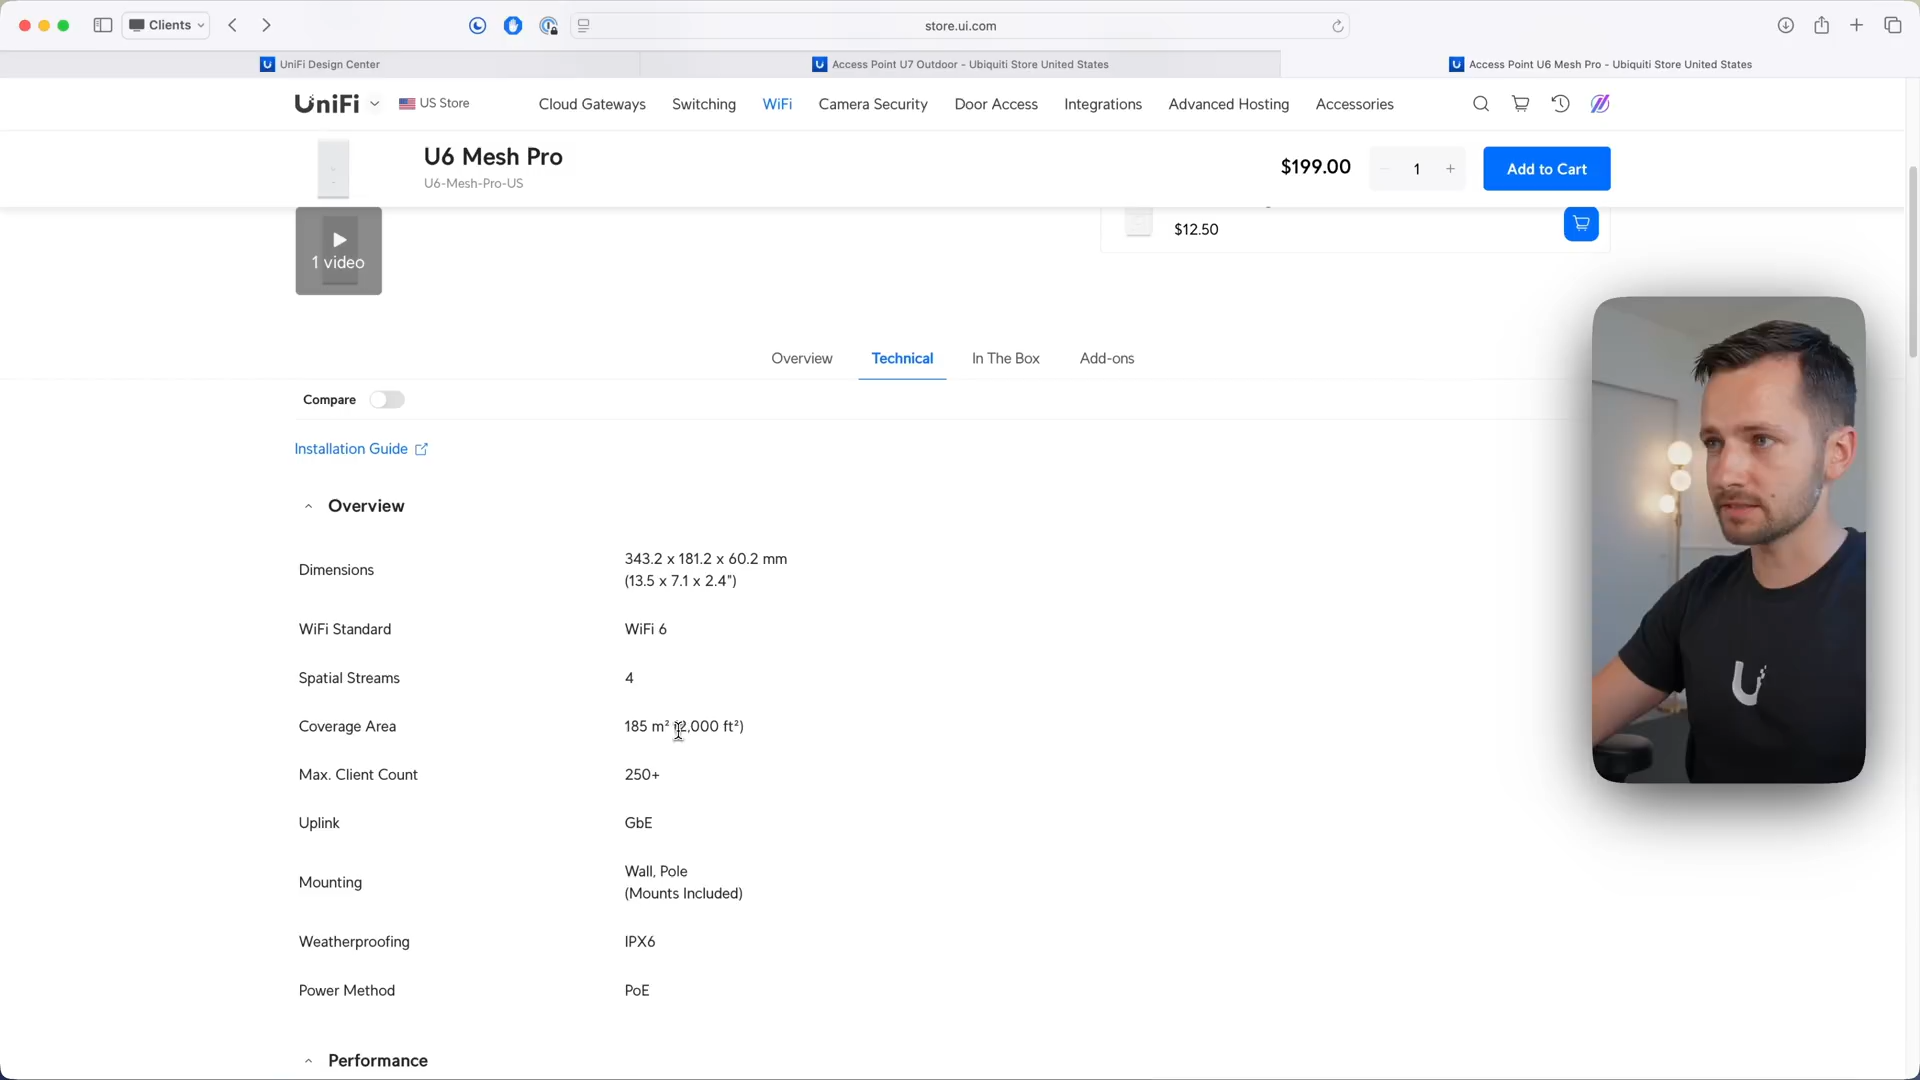 Clients
store.ui.com
UniFi Design Center
Access Point U7 Outdoor - Ubiquiti Store United States
Access Point U6 Mesh Pro - Ubiquiti Store United States
UniFi
US Store
Cloud Gateways
Switching
WiFi
Camera Security
Door Access
Integrations
Advanced Hosting
Accessories
U6 Mesh Pro
U6-Mesh-Pro-US
$199.00
1
Add to Cart
1 video
$12.50
Overview
Technical
In The Box
Add-ons
Compare
Installation Guide
Overview
Dimensions
343.2 x 181.2 x 60.2 mm
(13.5 x 7.1 x 2.4")
WiFi Standard
WiFi 6
Spatial Streams
4
Coverage Area
185 m² (2,000 ft²)
Max. Client Count
250+
Uplink
GbE
Mounting
Wall, Pole
(Mounts Included)
Weatherproofing
IPX6
Power Method
PoE
Performance